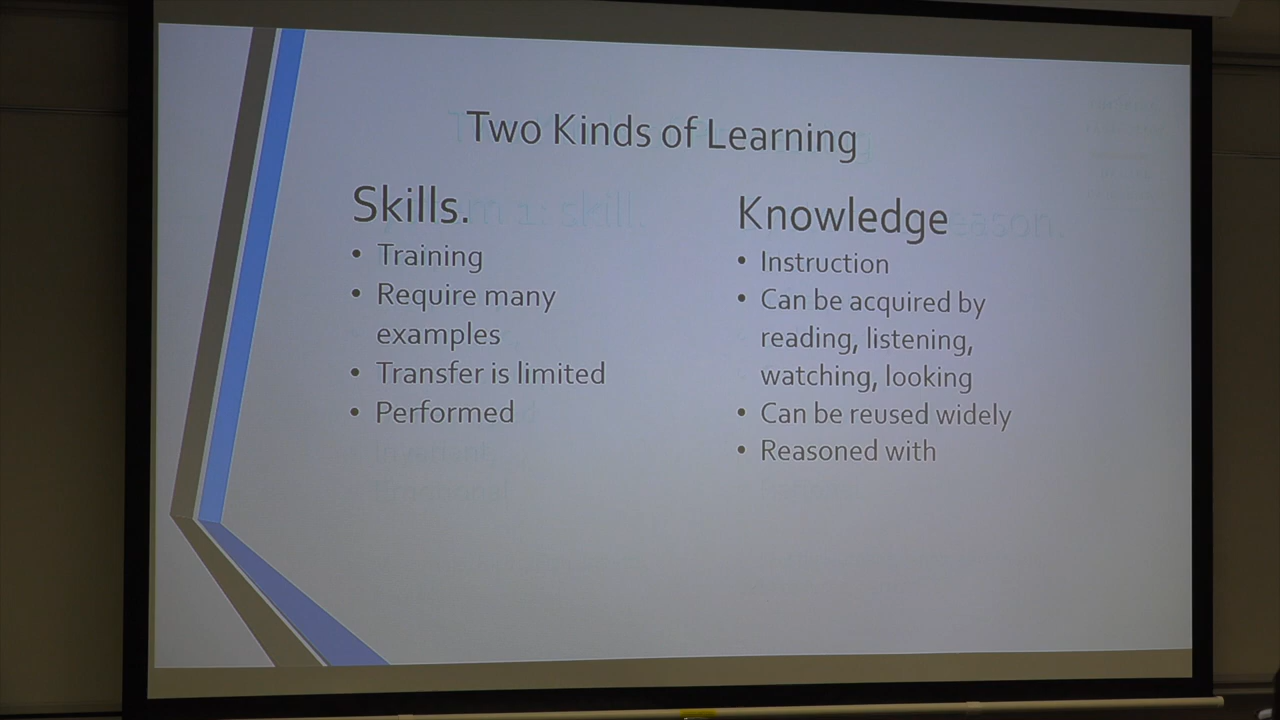 Two Kinds of Learning
Skills.
• Training
• Require many
examples
• Transfer is limited
• Performed
Knowledge
• Instruction
• Can be acquired by
reading, listening,
watching, looking
• Can be reused widely
• Reasoned with